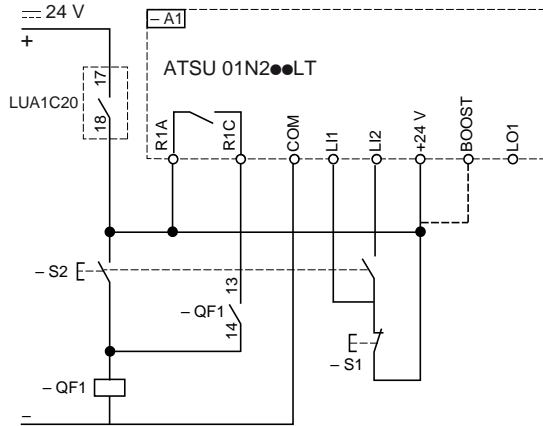 24 V
+
– A1
ATSU 01N2●●LT
LUA1C20
17
18
R1A
R1C
COM
LI1
LI2
+24 V
BOOST
LO1
– S2
13
– QF1
14
– S1
– QF1
–